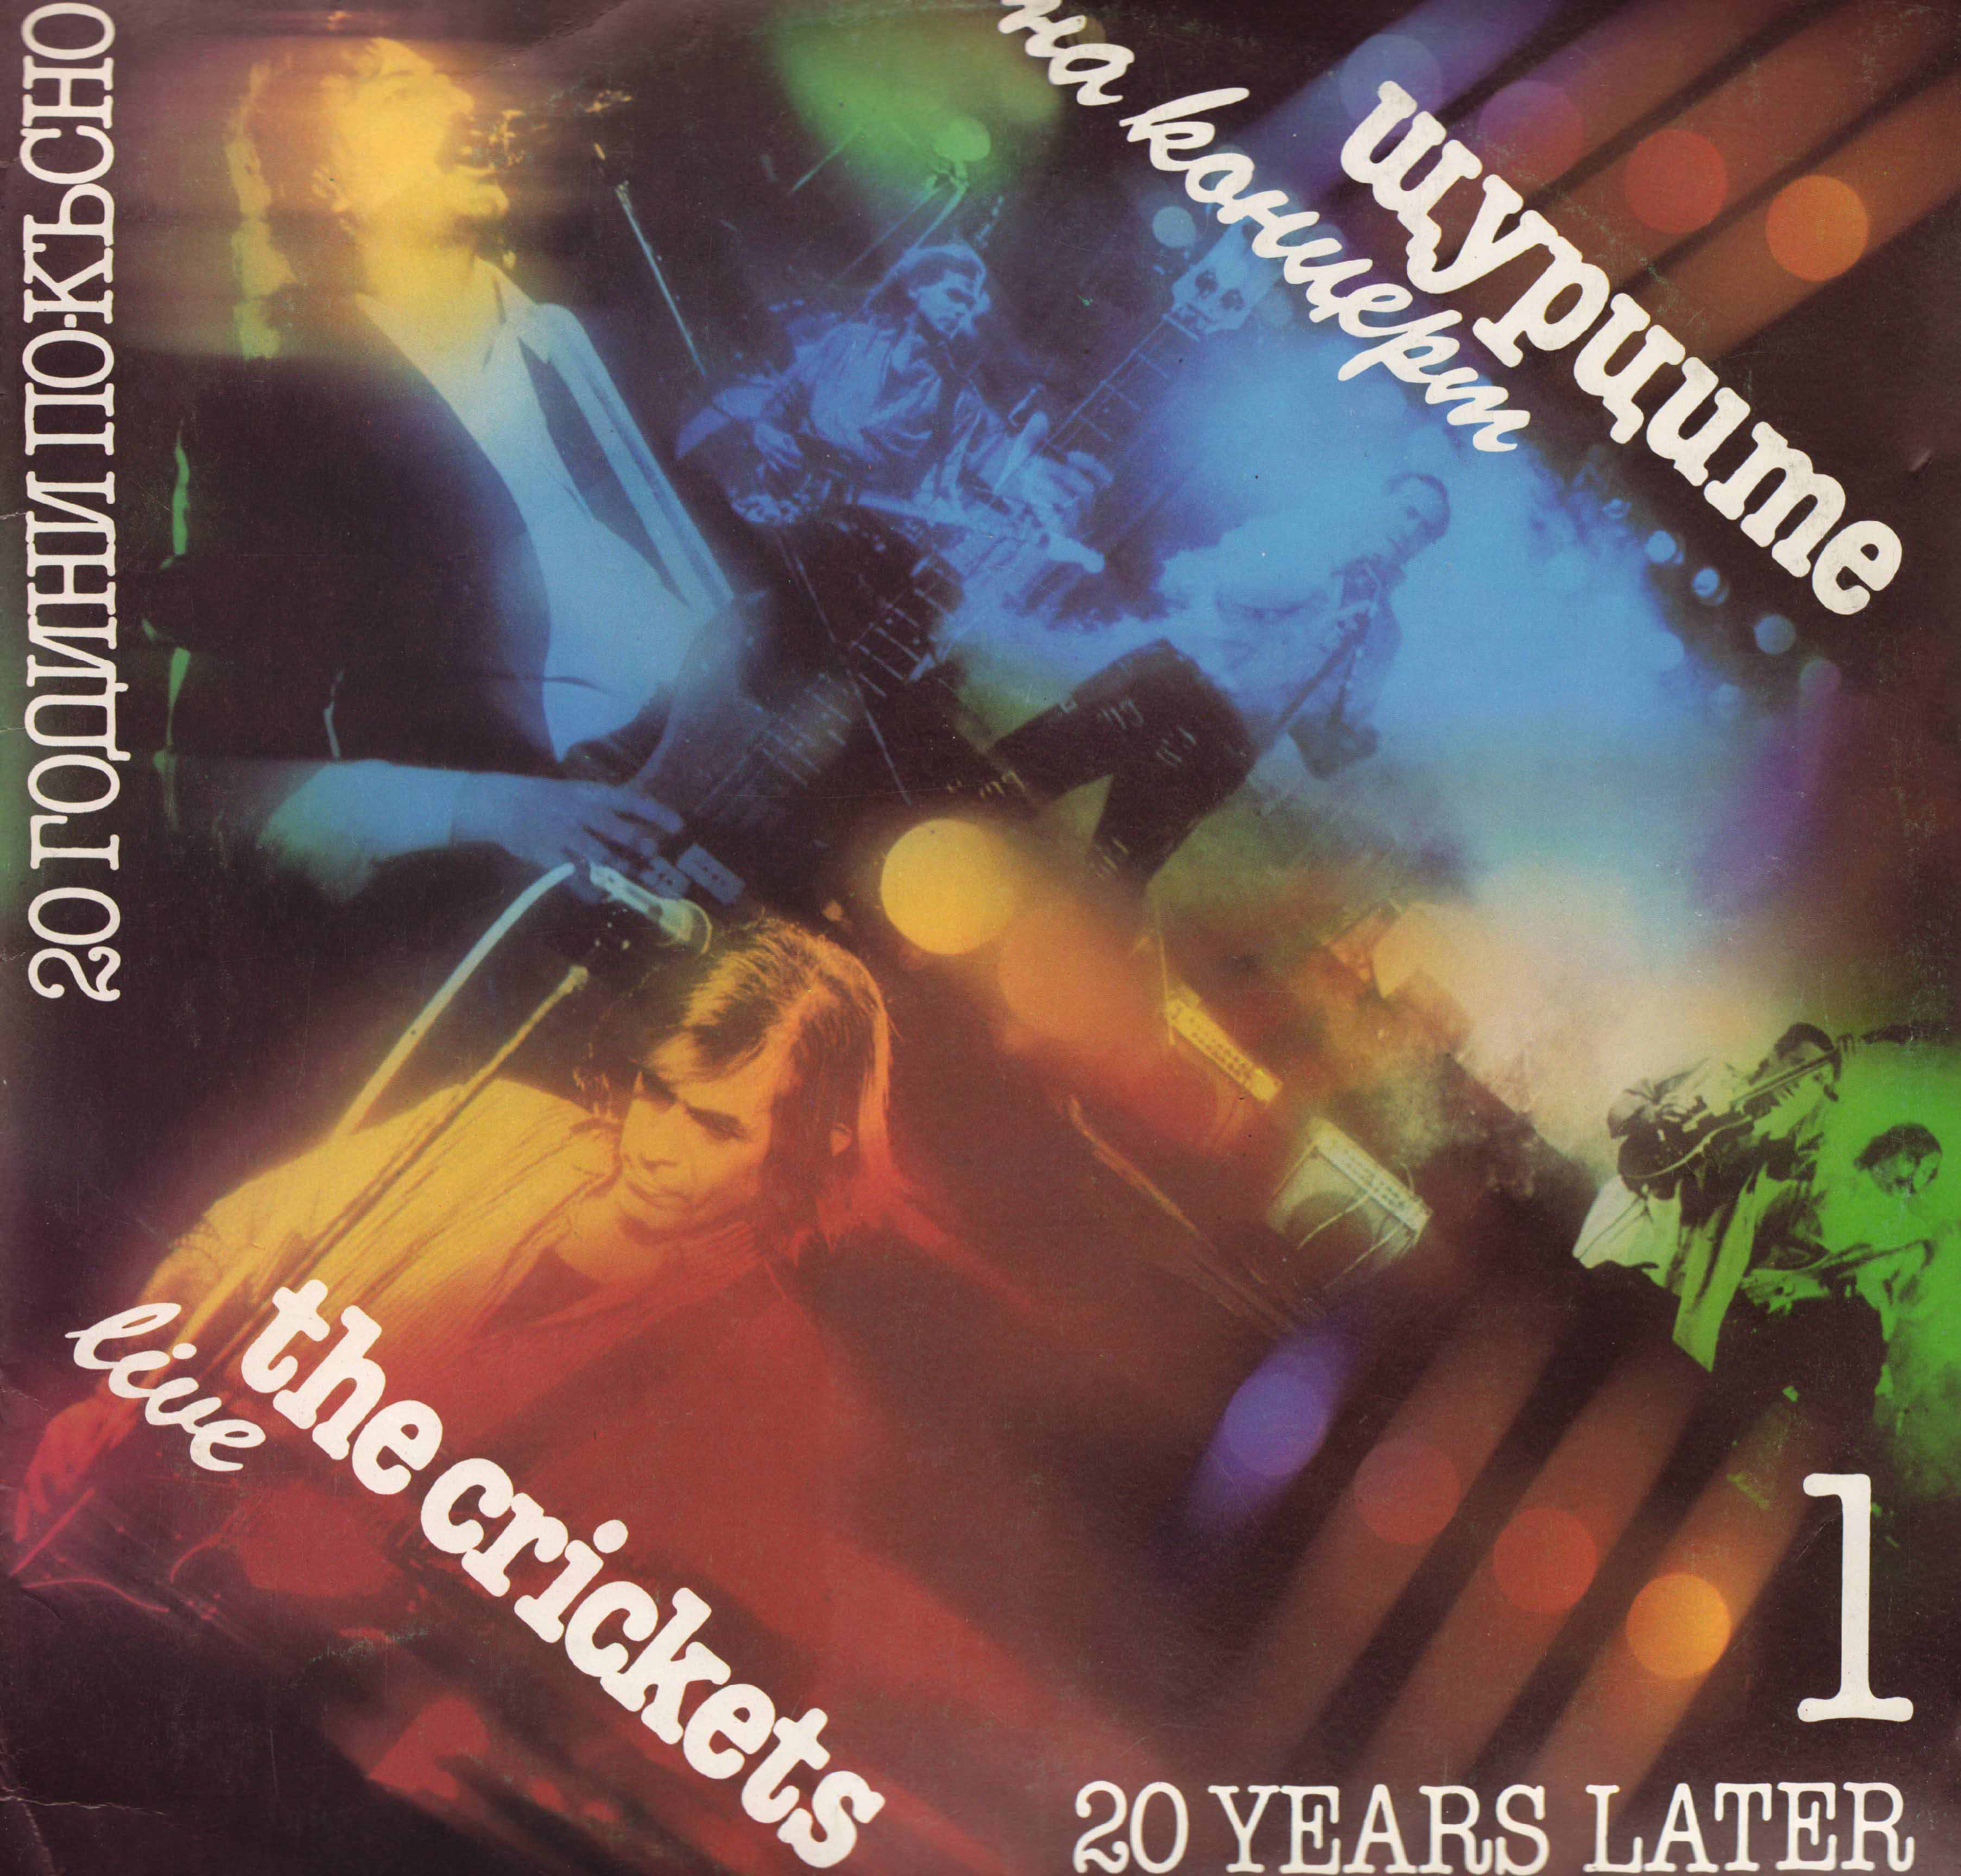 20 ГОДИНИ ПО-КЪСНО
щурците
на концерт
the crickets
live
1
20 YEARS LATER